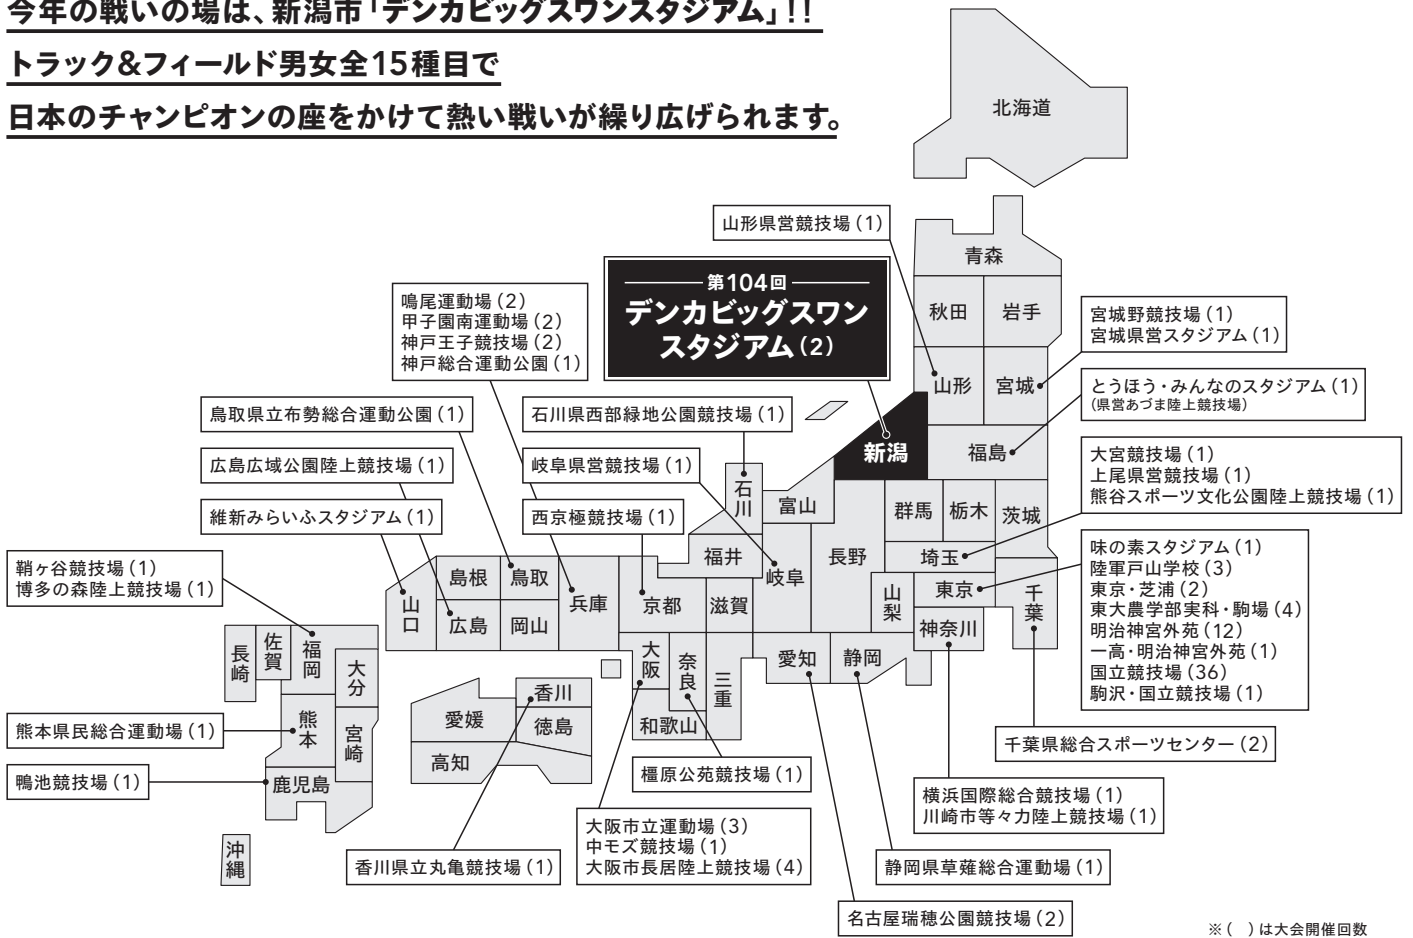 今年の戦いの場は、新潟市「デンカビッグスワンスタジアム」!!
トラック&フィールド男女全15種目で
日本のチャンピオンの座をかけて熱い戦いが繰り広げられます。
北海道
山形県営競技場(1)
青森
第104回
デンカビッグスワン
スタジアム(2)
鳴尾運動場(2)
甲子園南運動場(2)
神戸王子競技場(2)
神戸総合運動公園(1)
秋田
岩手
宮城野競技場(1)
宮城県営スタジアム(1)
山形
宮城
とうほう・みんなのスタジアム(1)
(県営あづま陸上競技場)
鳥取県立布勢総合運動公園(1)
石川県西部緑地公園競技場(1)
新潟
福島
大宮競技場(1)
上尾県営競技場(1)
熊谷スポーツ文化公園陸上競技場(1)
広島広域公園陸上競技場(1)
岐阜県営競技場(1)
石川
富山
群馬
栃木
茨城
維新みらいふスタジアム(1)
西京極競技場(1)
福井
長野
埼玉
味の素スタジアム(1)
陸軍戸山学校(3)
東京・芝浦(2)
東大農学部実科・駒場(4)
明治神宮外苑(12)
一高・明治神宮外苑(1)
国立競技場(36)
駒沢・国立競技場(1)
鞘ヶ谷競技場(1)
博多の森陸上競技場(1)
島根
鳥取
兵庫
京都
滋賀
岐阜
山梨
東京
千葉
山口
広島
岡山
神奈川
長崎
佐賀
福岡
大分
大阪
奈良
三重
愛知
静岡
香川
愛媛
徳島
和歌山
熊本県民総合運動場(1)
熊本
宮崎
高知
千葉県総合スポーツセンター(2)
鴨池競技場(1)
鹿児島
橿原公苑競技場(1)
横浜国際総合競技場(1)
川崎市等々力陸上競技場(1)
大阪市立運動場(3)
中モズ競技場(1)
大阪市長居陸上競技場(4)
沖縄
香川県立丸亀競技場(1)
静岡県草薙総合運動場(1)
名古屋瑞穂公園競技場(2)
※( )は大会開催回数